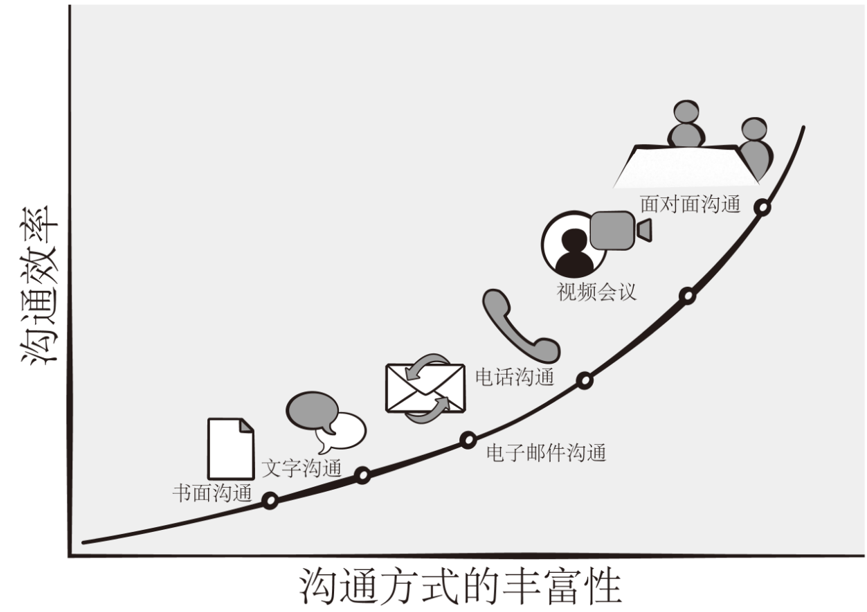 沟通效率
面对面沟通
视频会议
电话沟通
电子邮件沟通
文字沟通
书面沟通
沟通方式的丰富性